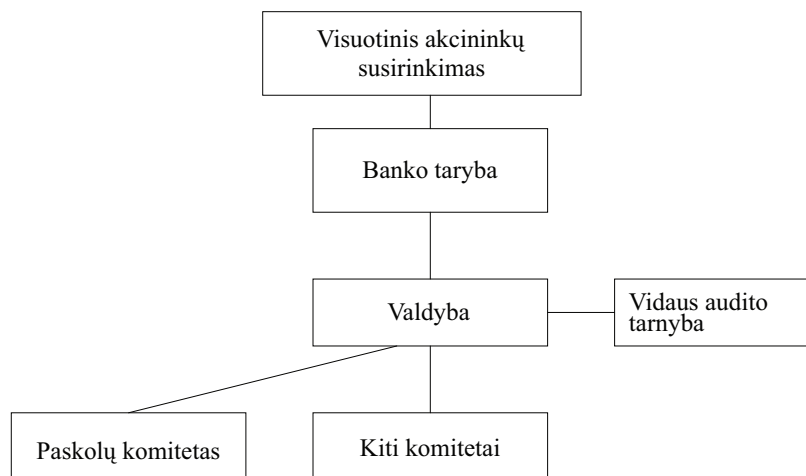 Visuotinis akcininkų
susirinkimas
Banko taryba
Valdyba
Vidaus audito
tarnyba
Paskolų komitetas
Kiti komitetai